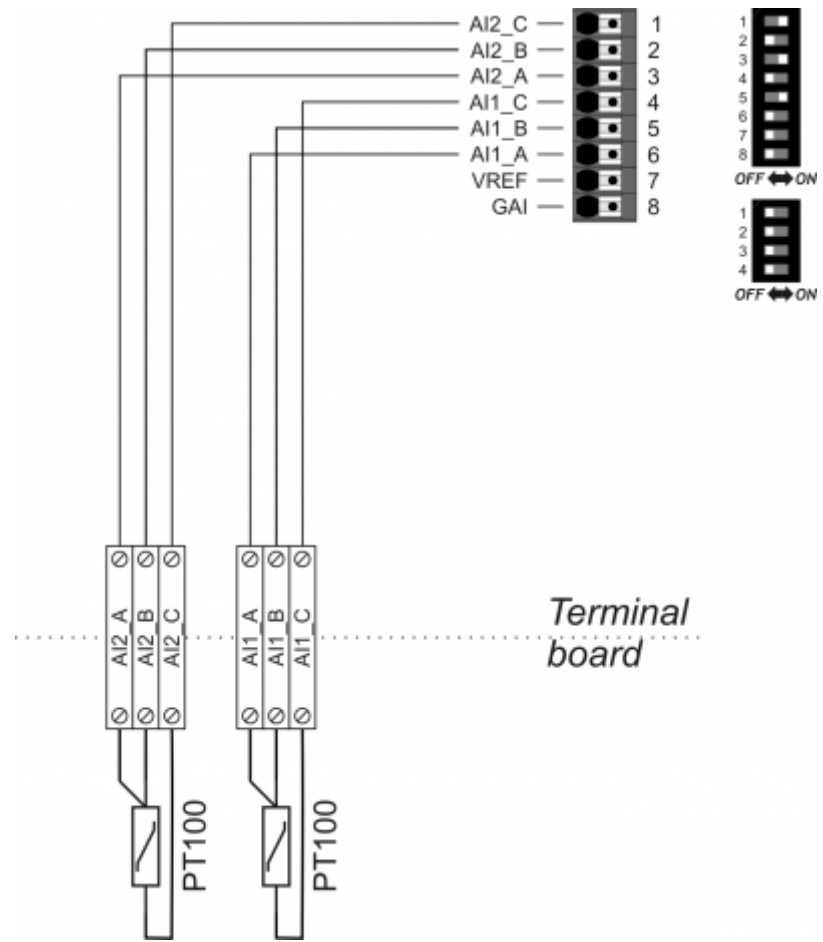 AI2_C 1
AI2_B 2
AI2_A 3
AI1_C 4
AI1_B 5
AI1_A 6
VREF 7
GAI 8
1
2
3
4
5
6
7
8
OFF ON
1
2
3
4
OFF ON
AI2_A
AI2_B
AI2_C
AI1_A
AI1_B
AI1_C
Terminal
board
PT100
PT100